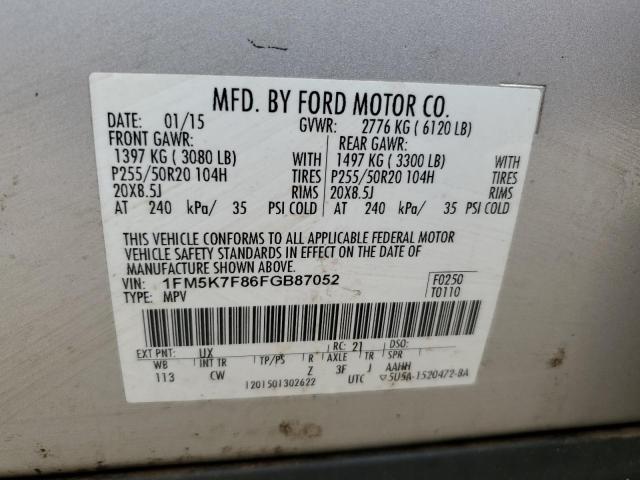 MFD. BY FORD MOTOR CO.
DATE: 01/15 GVWR: 2776 KG ( 6120 LB)
FRONT GAWR: REAR GAWR:
1397 KG ( 3080 LB) WITH 1497 KG ( 3300 LB) WITH
P255/50R20 104H TIRES P255/50R20 104H TIRES
20X8.5J RIMS 20X8.5J RIMS
AT 240 kPa/ 35 PSI COLD AT 240 kPa/ 35 PSI COLD
THIS VEHICLE CONFORMS TO ALL APPLICABLE FEDERAL MOTOR
VEHICLE SAFETY STANDARDS IN EFFECT ON THE DATE OF
MANUFACTURE SHOWN ABOVE.
VIN: 1FM5K7F86FGB87052 F0250
TYPE: MPV T0110
EXT PNT: UX RC: 21 DSO:
WB INT TR TP/PS R AXLE TR SPR
113 CW Z 3F J AAHH
1201501302622 UTC ▽5U5A-1520472-BA